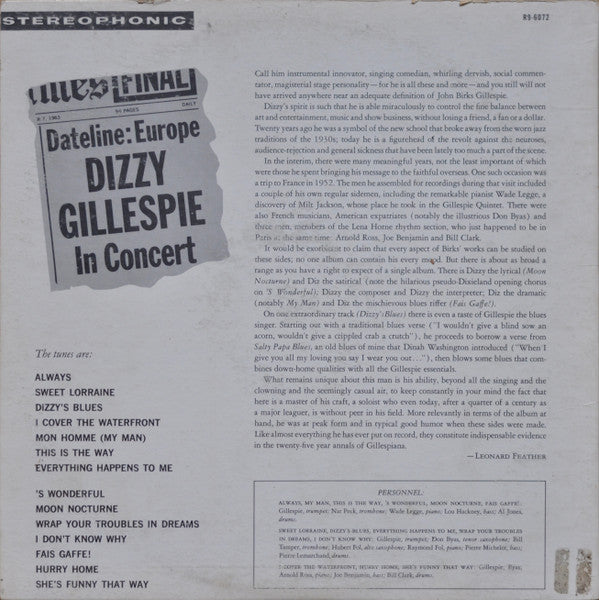 STEREOPHONIC
R9-6072
FINAL
DAILY
Dateline: Europe
DIZZY
GILLESPIE
In Concert
Call him instrumental innovator, singing comedian, whirling dervish, social commen-
tator, magisterial stage personality—for he is all these and more—and you still will not
have arrived anywhere near an adequate definition of John Birks Gillespie.
Dizzy's spirit is such that he is able miraculously to control the fine balance between
art and entertainment, music and show business, without losing a friend, a fan or a dollar.
Twenty years ago he was a symbol of the new school that broke away from the worn jazz
traditions of the 1930s; today he is a figurehead of the revolt against the neuroses,
audience-rejection and general sickness that have been lately too much a part of the scene.
In the interim, there were many meaningful years, not the least important of which
were those he spent bringing his message to the faithful overseas. One such occasion was
a trip to France in 1952. The men he assembled for recordings during that visit included
a couple of his own regular sidemen, including the remarkable pianist Wade Legge, a
discovery of Milt Jackson, whose place he took in the Gillespie Quintet. There were
also French musicians, American expatriates (notably the illustrious Don Byas) and
three men, members of the Lena Horne rhythm section, who just happened to be in
Paris at the same time: Arnold Ross, Joe Benjamin and Bill Clark.
It would be exorbitant to claim that every aspect of Birks' works can be studied on
these sides; no one album can contain his every mood. But there is about as broad a
range as you have a right to expect of a single album. There is Dizzy the lyrical (Moon
Nocturne) and Diz the satirical (note the hilarious pseudo-Dixieland opening chorus
on 'S Wonderful). Dizzy the composer and Dizzy the interpreter; Diz the dramatic
(notably My Man) and Diz the mischievous blues riffer (Fais Gaffe!).
On one extraordinary track (Dizzy's Blues) there is even a taste of Gillespie the blues
singer. Starting out with a traditional blues verse ("I wouldn't give a blind sow an
acorn, wouldn't give a crippled crab a crutch"), he proceeds to borrow a verse from
Salty Papa Blues), an old blues of mine that Dinah Washington introduced ("When I
give you all my loving you say I wear you out..."), then blows some blues that com-
bines down-home qualities with all the Gillespie essentials.
What remains unique about this man is his ability, beyond all the singing and the
clowning and the seemingly casual air, to keep constantly in your mind the fact that
here is a master of his craft, a soloist who even today, after a quarter of century as
a major leaguer, is without peer in his field. More relevantly in terms of the album at
hand, he was at peak form and in typical good humor when these sides were made.
Like almost everything he has ever put on record, they constitute indispensable evidence
in the twenty-five year annals of Gillespiana.
—LEONARD FEATHER
The tunes are:
ALWAYS
SWEET LORRAINE
DIZZY'S BLUES
I COVER THE WATERFRONT
MON HOMME (MY MAN)
THIS IS THE WAY
EVERYTHING HAPPENS TO ME
'S WONDERFUL
MOON NOCTURNE
WRAP YOUR TROUBLES IN DREAMS
I DON'T KNOW WHY
FAIS GAFFE!
HURRY HOME
SHE'S FUNNY THAT WAY
PERSONNEL:
ALWAYS, MY MAN, THIS IS THE WAY, 'S WONDERFUL, MOON NOCTURNE, FAIS GAFFE!:
Gillespie, trumpet; Nat Peck, trombone; Wade Legge, piano; Lou Hackney, bass; Al Jones,
drums.
SWEET LORRAINE, DIZZY'S BLUES, EVERYTHING HAPPENS TO ME, WRAP YOUR TROUBLES
IN DREAMS, I DON'T KNOW WHY: Gillespie, trumpet; Don Byas, tenor saxophone; Bill
Tamper, trombone; Hubert Fol, alto saxophone; Raymond Fol, piano; Pierre Michelot, bass;
Pierre Lemarchand, drums.
I COVER THE WATERFRONT, HURRY HOME, SHE'S FUNNY THAT WAY: Gillespie; Byas;
Arnold Ross, piano; Joe Benjamin, bass; Bill Clark, drums.